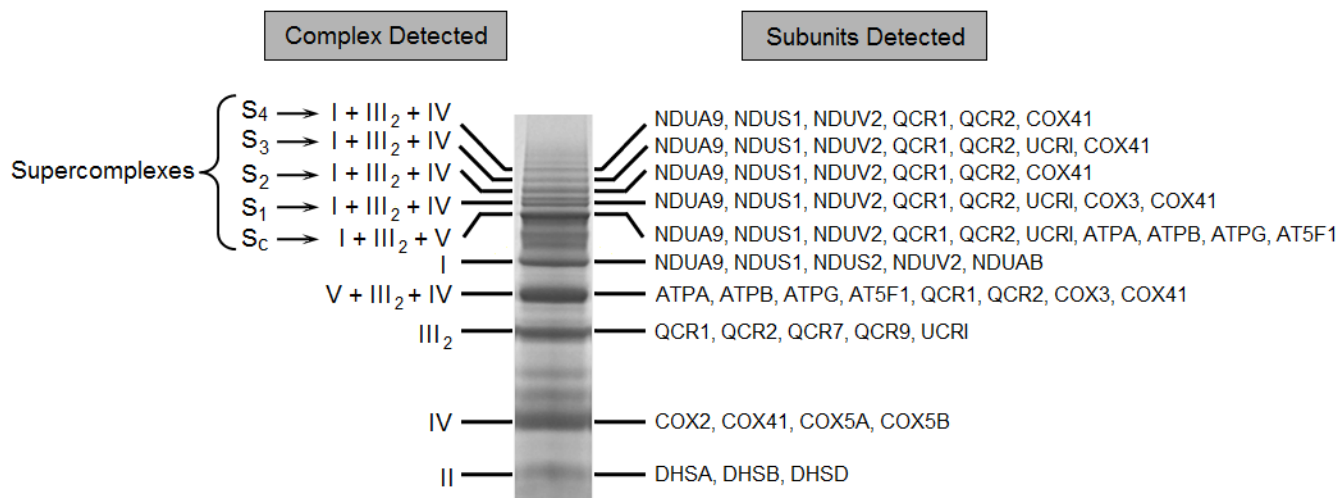 Complex Detected
Subunits Detected
Supercomplexes
S4 → I + III2 + IV
S3 → I + III2 + IV
S2 → I + III2 + IV
S1 → I + III2 + IV
SC → I + III2 + V
I
V + III2 + IV
III2
IV
II
NDUA9, NDUS1, NDUV2, QCR1, QCR2, COX41
NDUA9, NDUS1, NDUV2, QCR1, QCR2, UCRI, COX41
NDUA9, NDUS1, NDUV2, QCR1, QCR2, COX41
NDUA9, NDUS1, NDUV2, QCR1, QCR2, UCRI, COX3, COX41
NDUA9, NDUS1, NDUV2, QCR1, QCR2, UCRI, ATPA, ATPB, ATPG, AT5F1
NDUA9, NDUS1, NDUS2, NDUV2, NDUAB
ATPA, ATPB, ATPG, AT5F1, QCR1, QCR2, COX3, COX41
QCR1, QCR2, QCR7, QCR9, UCRI
COX2, COX41, COX5A, COX5B
DHSA, DHSB, DHSD